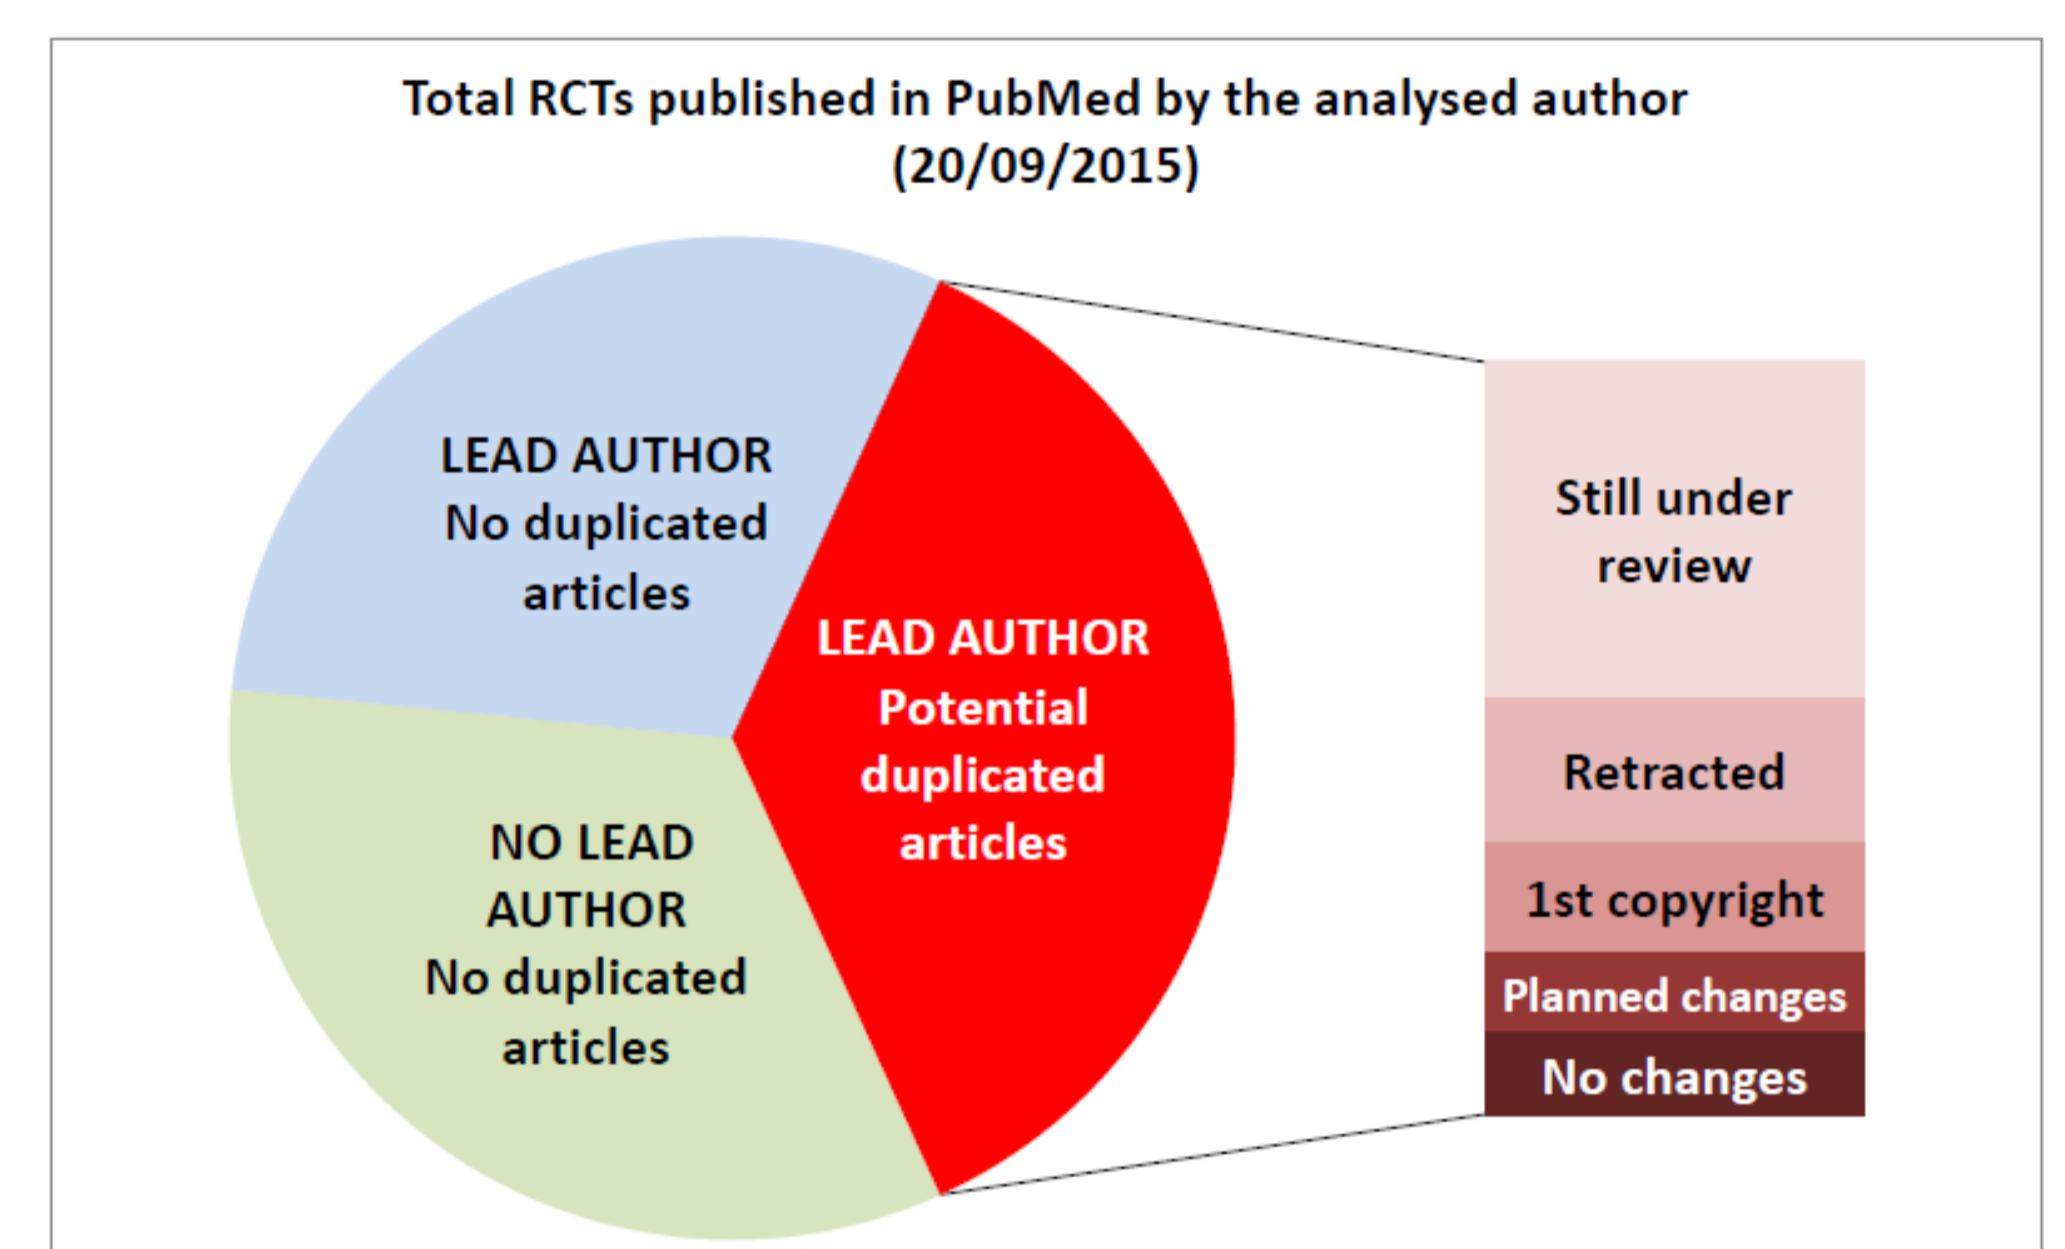 Total RCTs published in PubMed by the analysed author
(20/09/2015)
LEAD AUTHOR
No duplicated
articles
LEAD AUTHOR
Potential
duplicated
articles
NO LEAD
AUTHOR
No duplicated
articles
Still under
review
Retracted
1st copyright
Planned changes
No changes